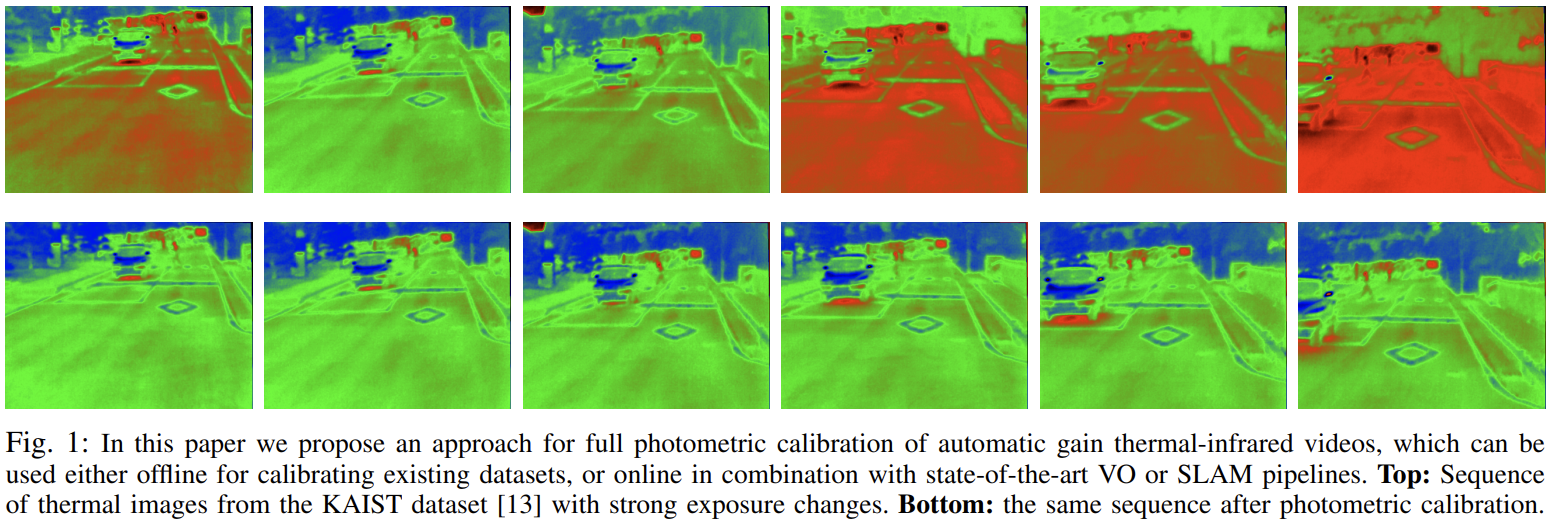 Fig. 1: In this paper we propose an approach for full photometric calibration of automatic gain thermal-infrared videos, which can be
used either offline for calibrating existing datasets, or online in combination with state-of-the-art VO or SLAM pipelines. Top: Sequence
of thermal images from the KAIST dataset [13] with strong exposure changes. Bottom: the same sequence after photometric calibration.